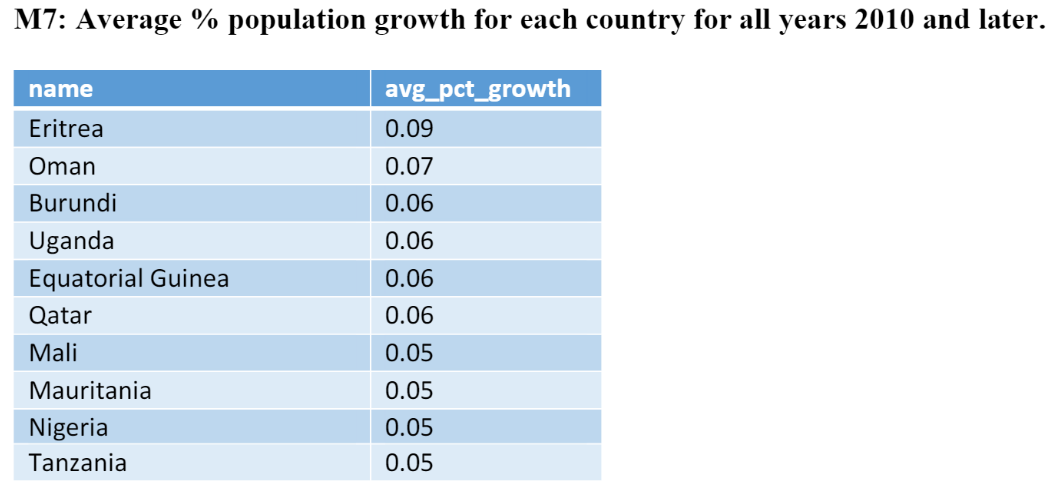 M7: Average % population growth for each country for all years 2010 and later.
name avg_pct_growth
Eritrea 0.09
Oman 0.07
Burundi 0.06
Uganda 0.06
Equatorial Guinea 0.06
Qatar 0.06
Mali 0.05
Mauritania 0.05
Nigeria 0.05
Tanzania 0.05